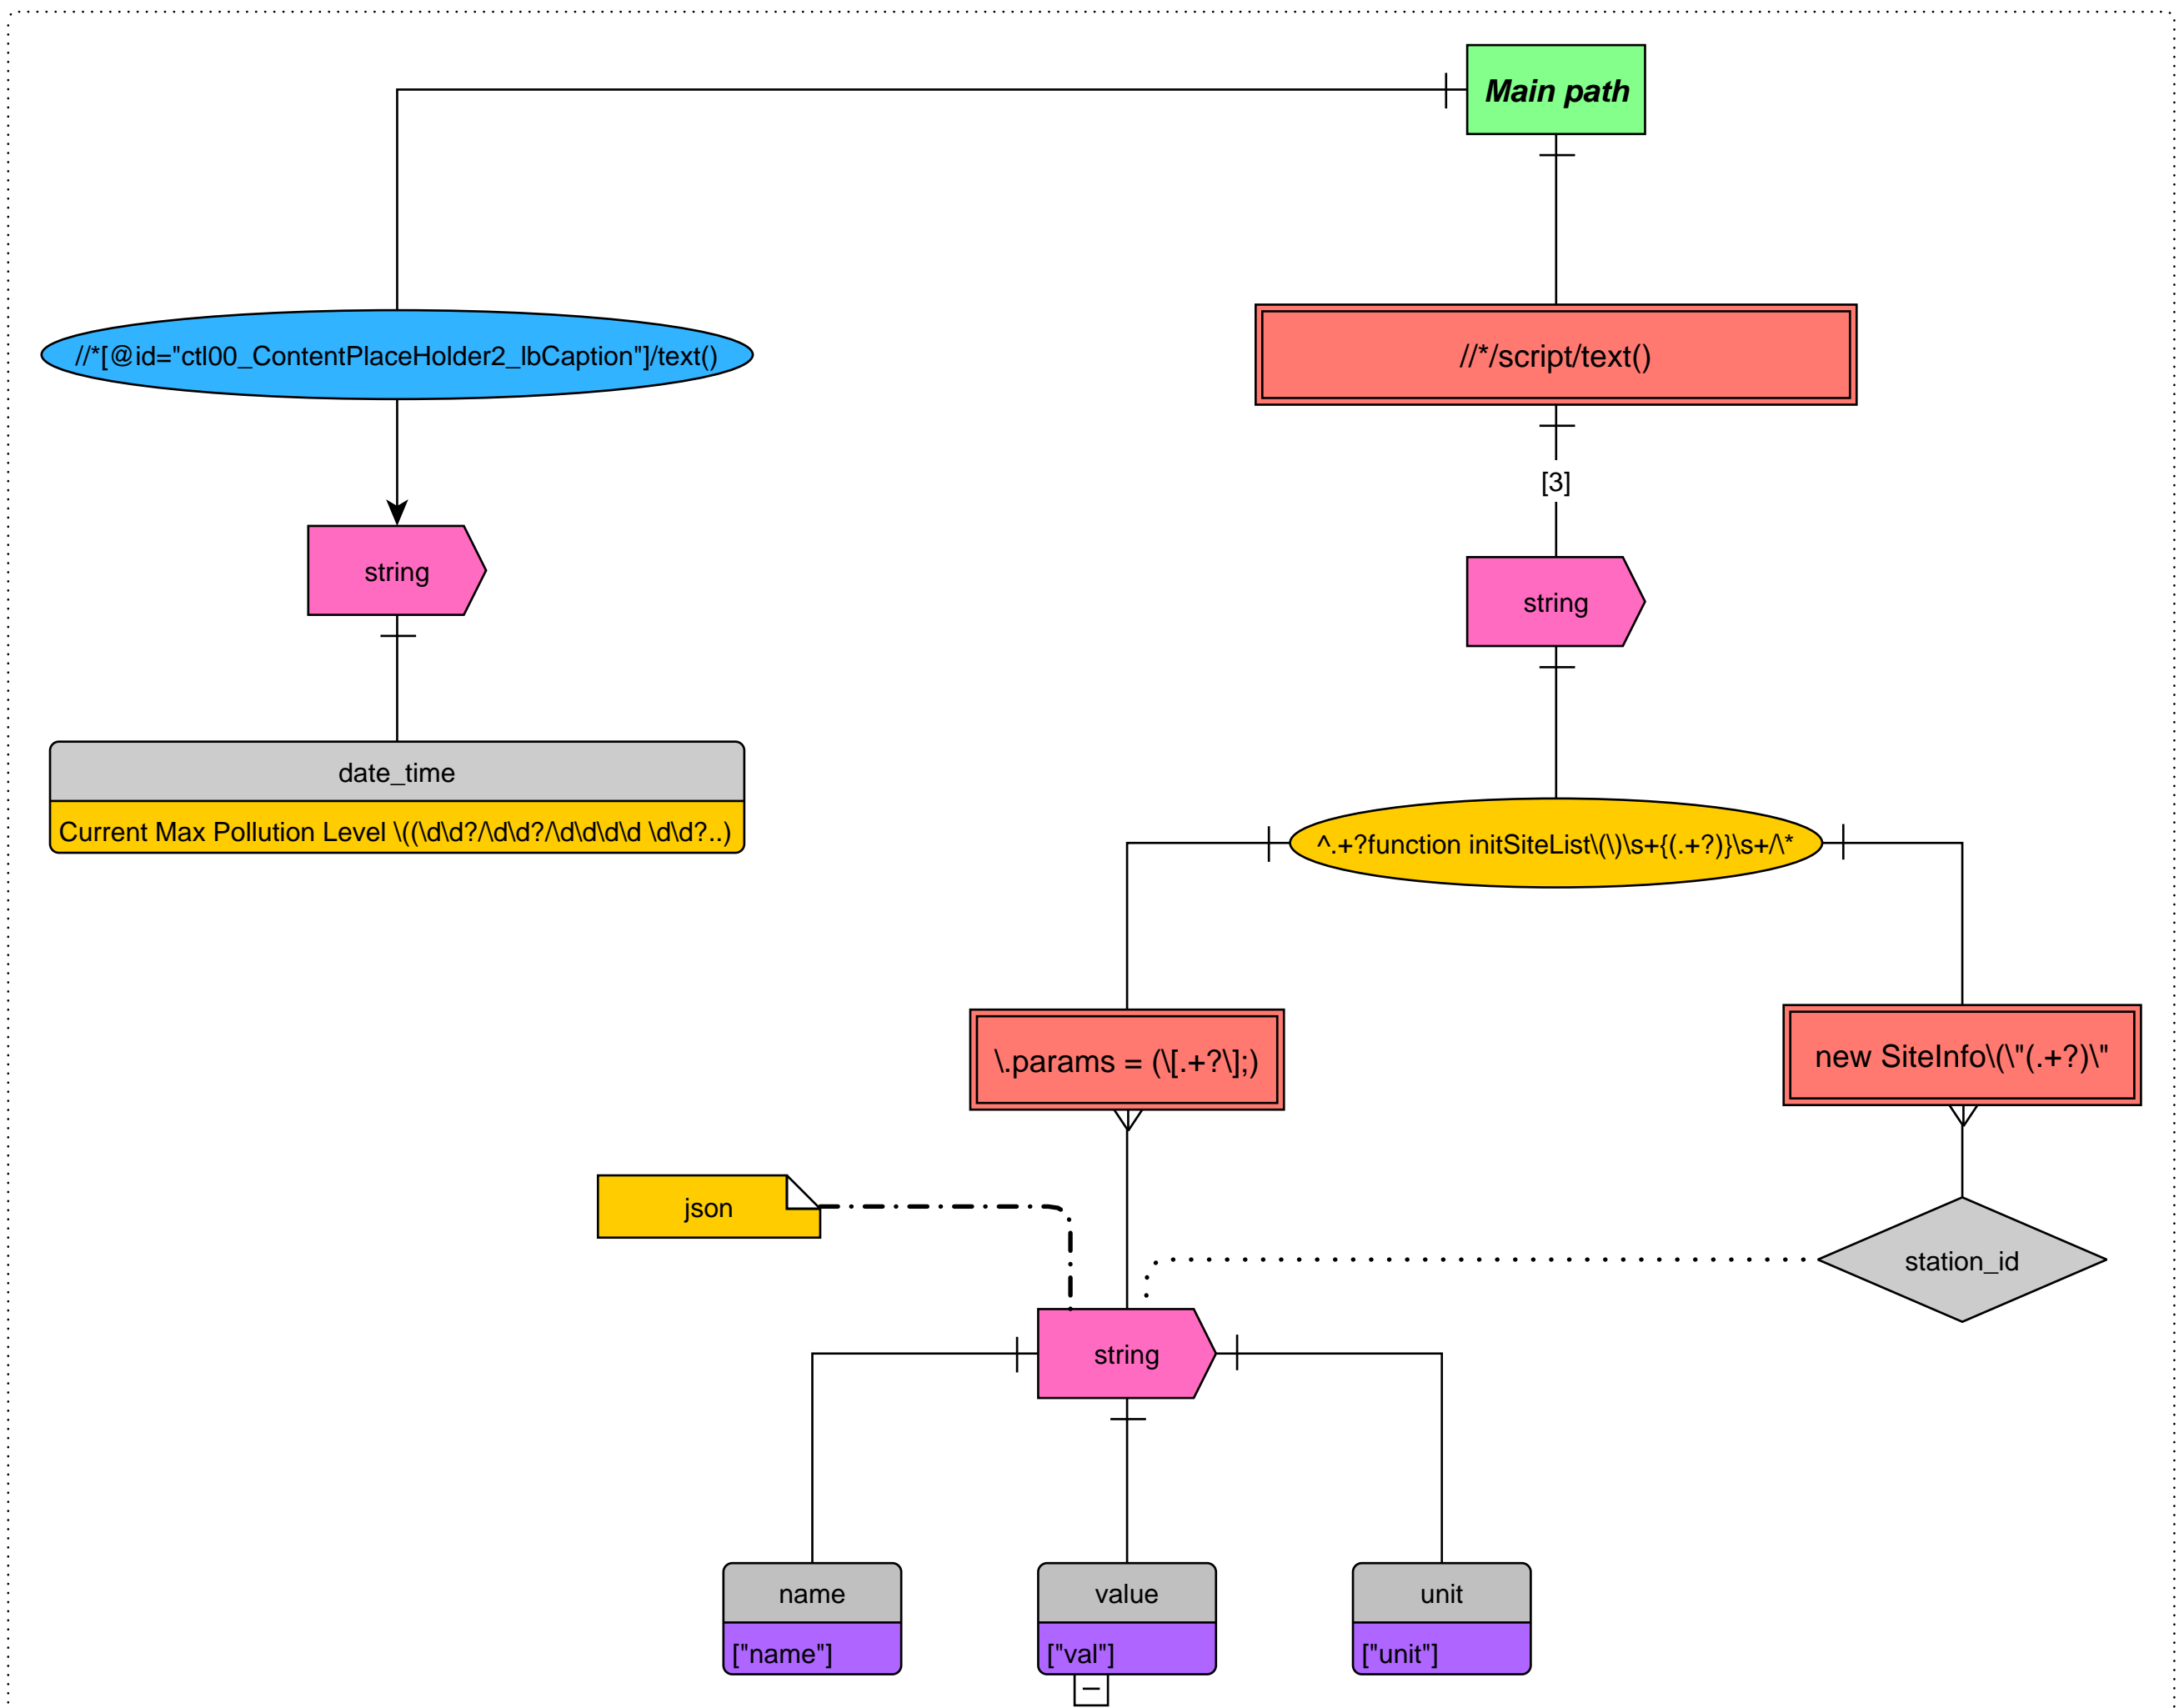 Main path
//*[@id="ctl00_ContentPlaceHolder2_lbCaption"]/text()
//*/script/text()
[3]
string
string
date_time
Current Max Pollution Level \((\d\d?/\d\d?/\d\d\d\d \d\d?..)
^.+?function initSiteList\(\)\s+{(.+?)}\s+/\*
\.params = (\[.+?\];)
new SiteInfo\(\"(.+?)\"
json
station_id
string
name
value
unit
["name"]
["val"]
["unit"]